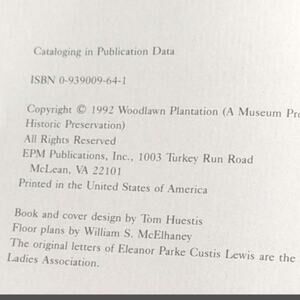 Cataloging in Publication Data
ISBN 0-939009-64-1
Copyright © 1992 Woodlawn Plantation (A Museum Pro
Historic Preservation)
All Rights Reserved
EPM Publications, Inc., 1003 Turkey Run Road
McLean, VA 22101
Printed in the United States of America
Book and cover design by Tom Huestis
Floor plans by William S. McElhaney
The original letters of Eleanor Parke Custis Lewis are the
Ladies Association.